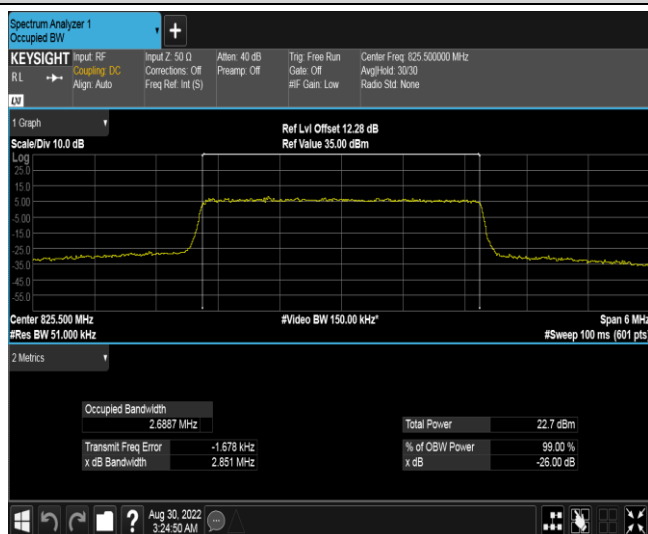 Spectrum Analyzer 1
Occupied BW
+
KEYSIGHT Input: RF Input Z: 50 Ω Atten: 40 dB Trig: Free Run Center Freq: 825.500000 MHz
RL Coupling: DC Corrections: Off Preamp: Off Gate: Off Avg|Hold: 30/30
Align: Auto Freq Ref: Int (S) #IF Gain: Low Radio Std: None
LXI
1 Graph
Ref Lvl Offset 12.28 dB
Scale/Div 10.0 dB Ref Value 35.00 dBm
Log
25.0
15.0
5.00
-5.00
-15.0
-25.0
-35.0
-45.0
-55.0
Center 825.500 MHz #Video BW 150.00 kHz* Span 6 MHz
#Res BW 51.000 kHz #Sweep 100 ms (601 pts)
2 Metrics
Occupied Bandwidth
2.6887 MHz Total Power 22.7 dBm
Transmit Freq Error -1.678 kHz % of OBW Power 99.00 %
x dB Bandwidth 2.851 MHz x dB -26.00 dB
? Aug 30, 2022
3:24:50 AM